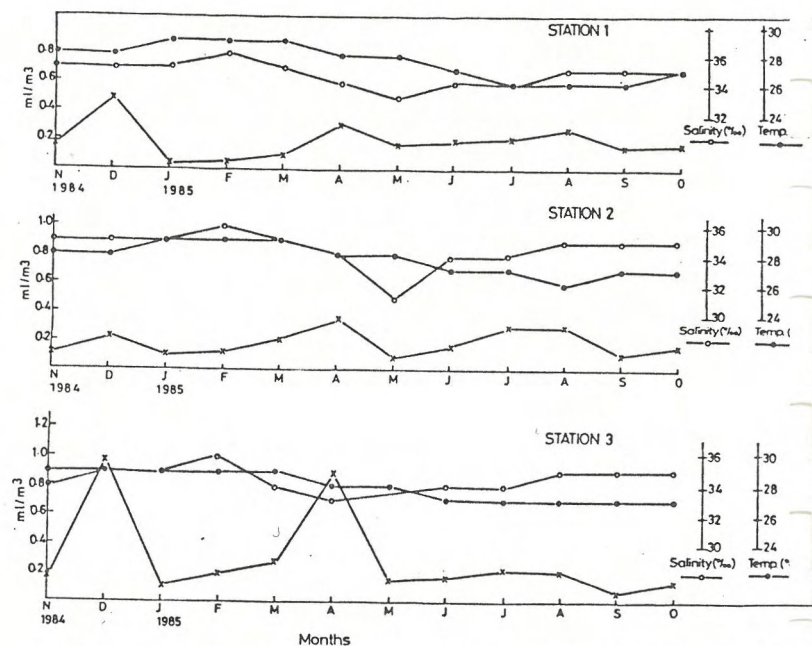 STATION 1
ml/m3
0.8
0.6
0.4
0.2
36
34
32
30
28
26
24
Salinity(‰)
Temp.
N D J F M A M J J A S O
1984 1985
STATION 2
ml/m3
1.0
0.8
0.6
0.4
0.2
36
34
32
30
30
28
26
24
Salinity(‰)
Temp.(
N D J F M A M J J A S O
1984 1985
STATION 3
ml/m3
1.2
1.0
0.8
0.6
0.4
0.2
36
34
32
30
30
28
26
24
Salinity(‰)
Temp.(°
N D J F M A M J J A S O
1984 1985
Months